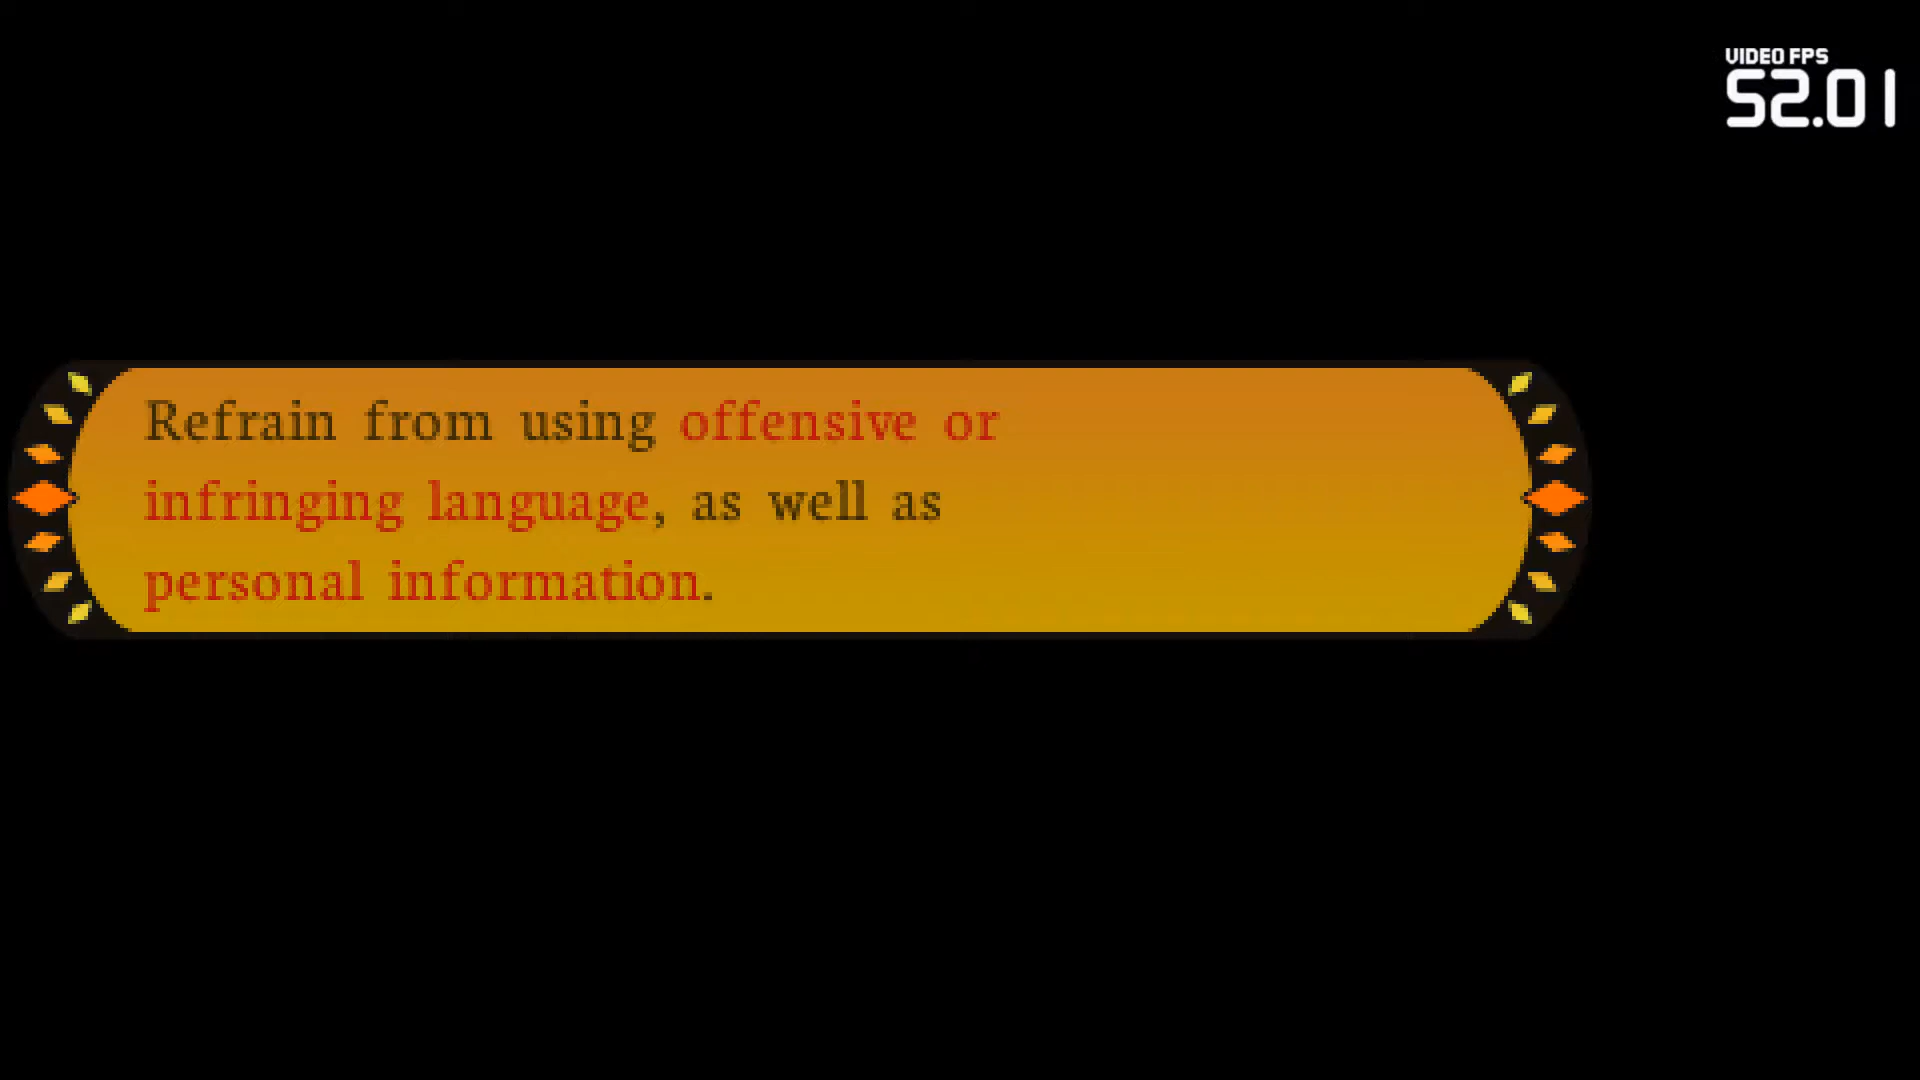 VIDEO FPS
52.01
Refrain from using offensive or
infringing language, as well as
personal information.